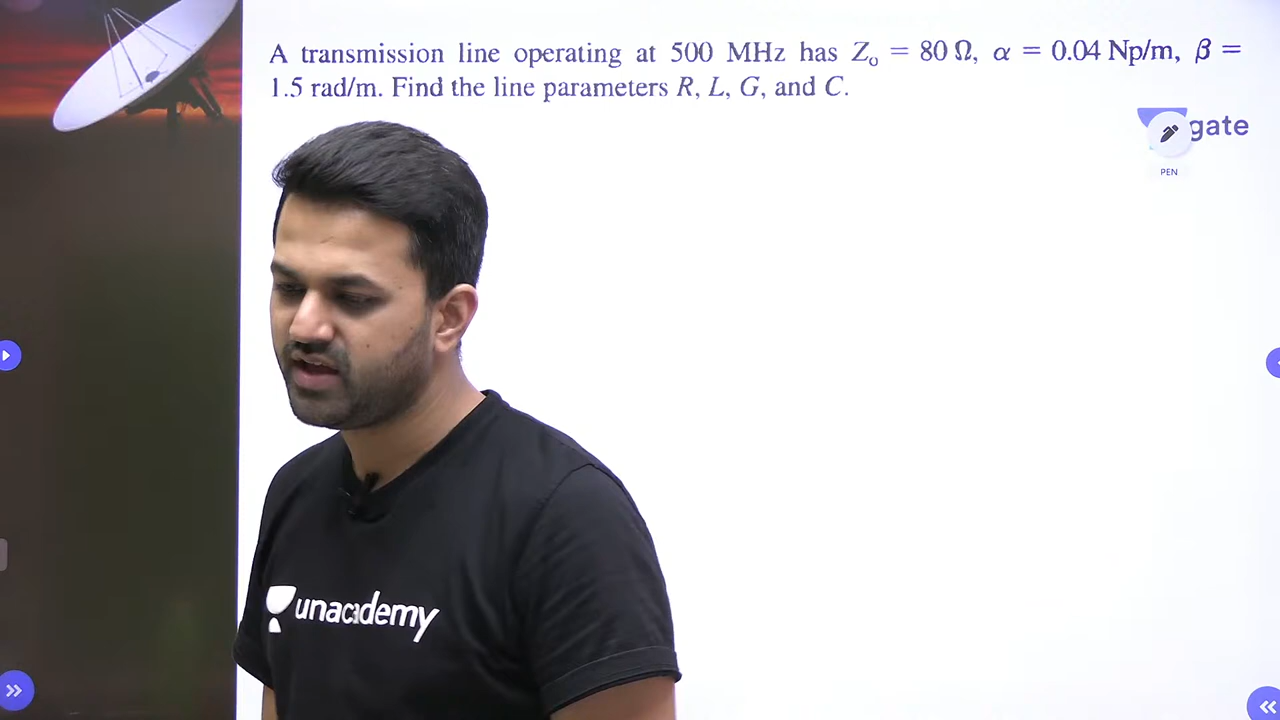 A transmission line operating at 500 MHz has Zₒ = 80 Ω, α = 0.04 Np/m, β =
1.5 rad/m. Find the line parameters R, L, G, and C.
gate
PEN
unacademy